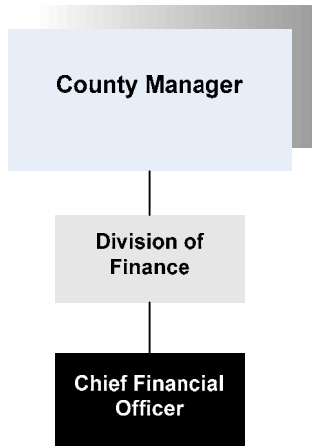 County Manager
Division of
Finance
Chief Financial
Officer